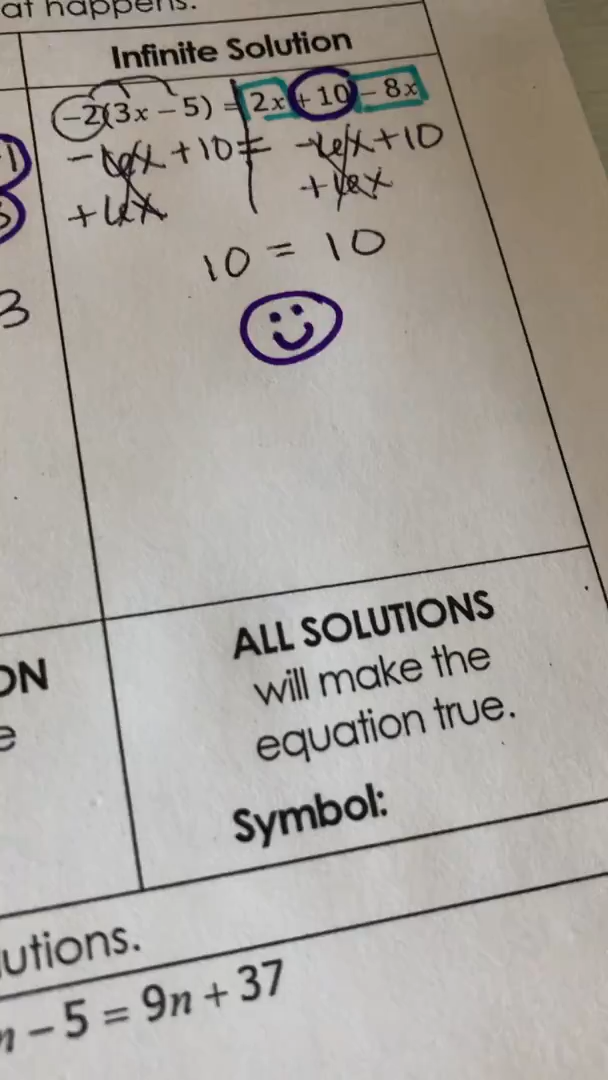 at happens.
Infinite Solution
-2(3x - 5) = 2x + 10 - 8x
-6x + 10 = -6x + 10
+6x +6x
10 = 10
3
ON
e
ALL SOLUTIONS
will make the
equation true.
Symbol:
utions.
n - 5 = 9n + 37